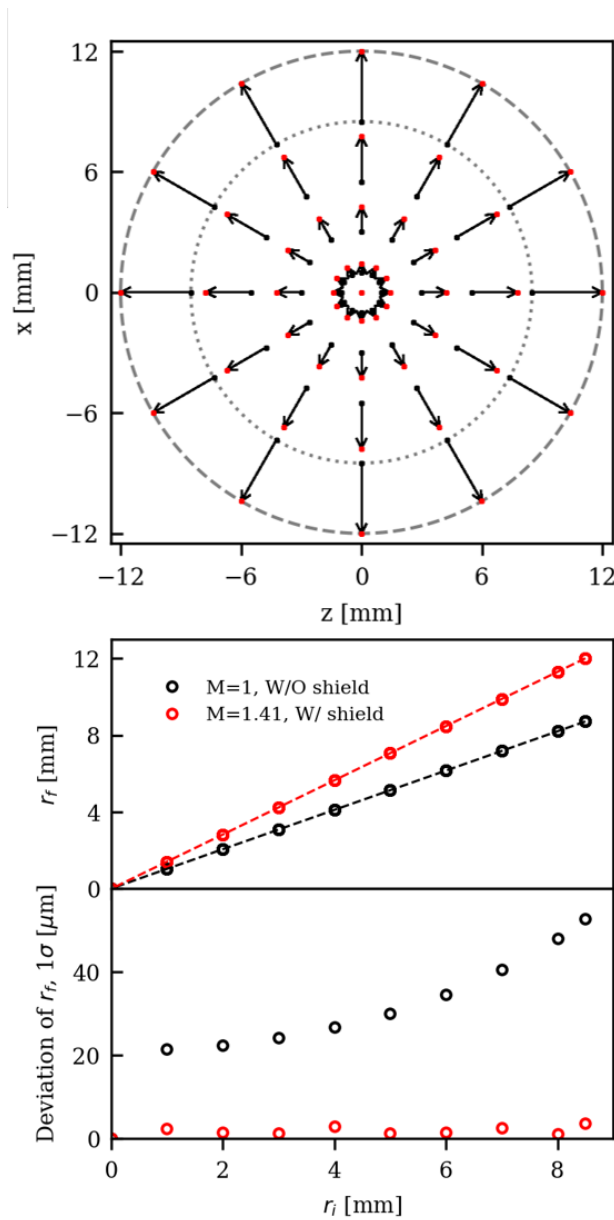 12
6
0
−6
−12
x [mm]
−12 −6 0 6 12
z [mm]
12
8
4
0
r_f [mm]
M=1, W/O shield
M=1.41, W/ shield
40
20
0
Deviation of r_f, 1σ [μm]
0 2 4 6 8
r_i [mm]